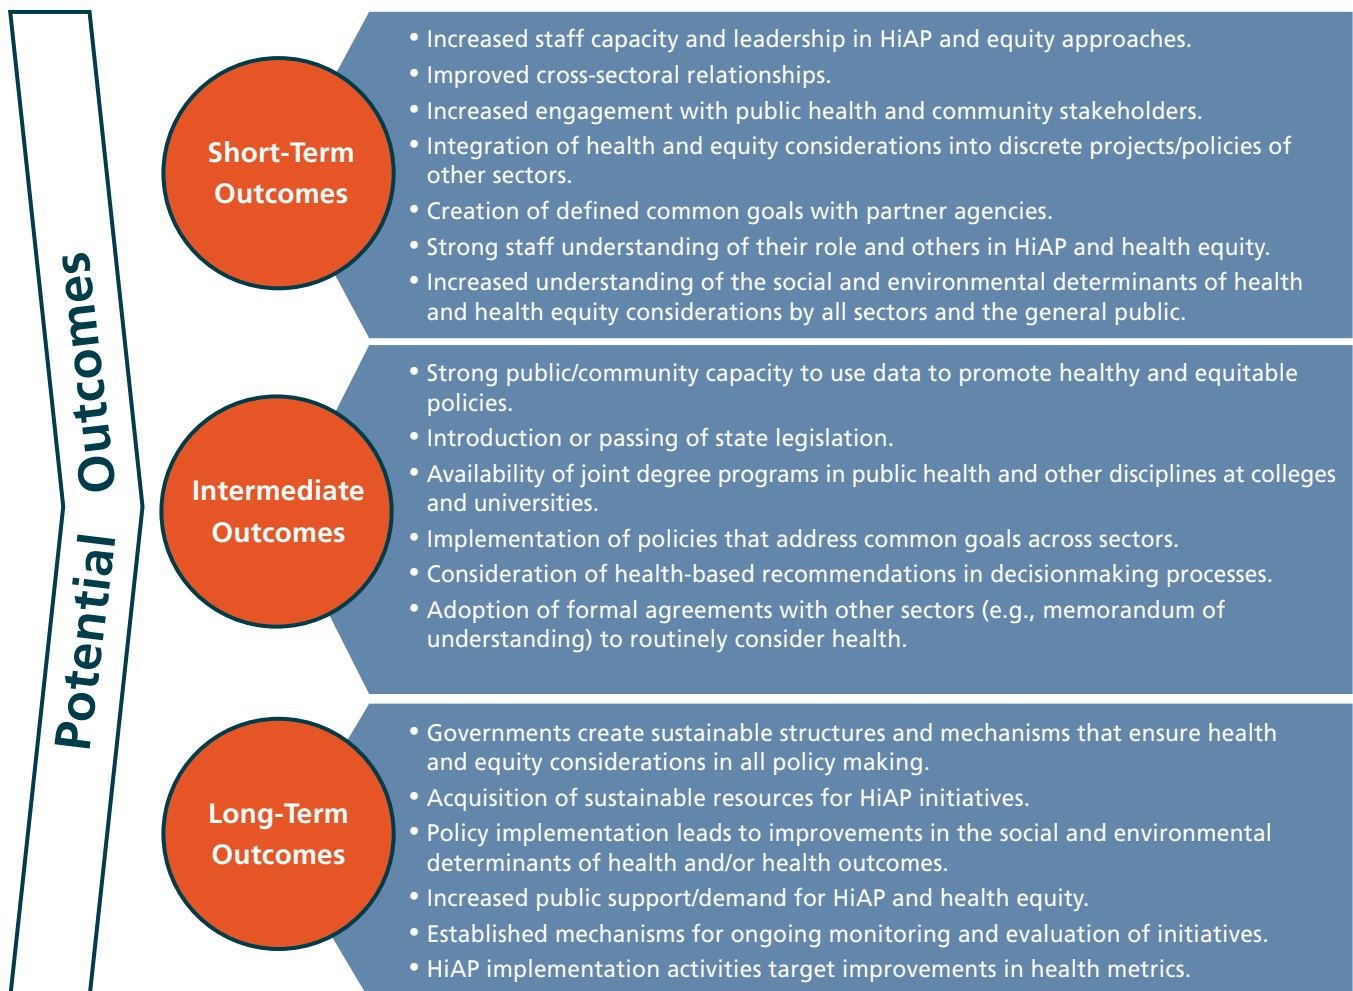 Potential Outcomes
Short-Term
Outcomes
• Increased staff capacity and leadership in HiAP and equity approaches.
• Improved cross-sectoral relationships.
• Increased engagement with public health and community stakeholders.
• Integration of health and equity considerations into discrete projects/policies of
other sectors.
• Creation of defined common goals with partner agencies.
• Strong staff understanding of their role and others in HiAP and health equity.
• Increased understanding of the social and environmental determinants of health
and health equity considerations by all sectors and the general public.
Intermediate
Outcomes
• Strong public/community capacity to use data to promote healthy and equitable
policies.
• Introduction or passing of state legislation.
• Availability of joint degree programs in public health and other disciplines at colleges
and universities.
• Implementation of policies that address common goals across sectors.
• Consideration of health-based recommendations in decisionmaking processes.
• Adoption of formal agreements with other sectors (e.g., memorandum of
understanding) to routinely consider health.
Long-Term
Outcomes
• Governments create sustainable structures and mechanisms that ensure health
and equity considerations in all policy making.
• Acquisition of sustainable resources for HiAP initiatives.
• Policy implementation leads to improvements in the social and environmental
determinants of health and/or health outcomes.
• Increased public support/demand for HiAP and health equity.
• Established mechanisms for ongoing monitoring and evaluation of initiatives.
• HiAP implementation activities target improvements in health metrics.